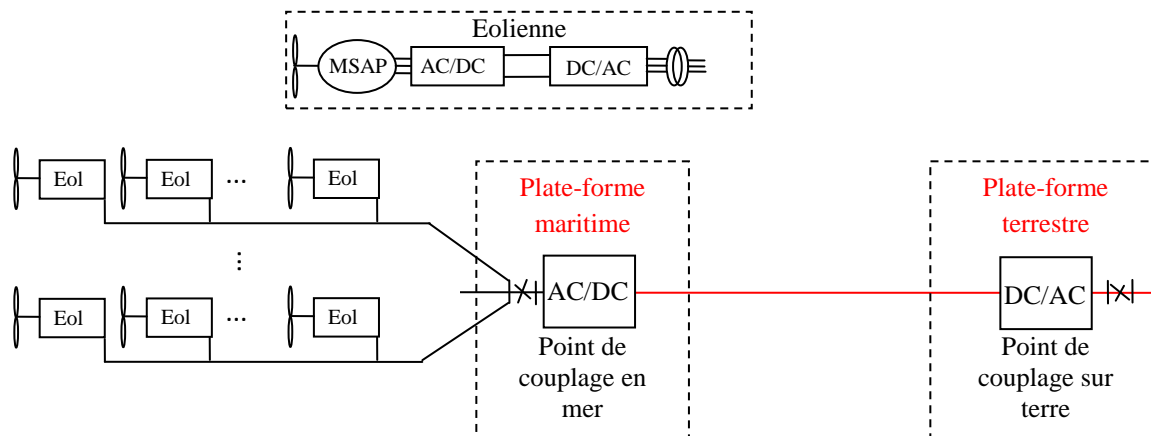 Eolienne
MSAP
AC/DC
DC/AC
Eol
Eol
...
Eol
Plate-forme
maritime
Plate-forme
terrestre
...
AC/DC
DC/AC
Eol
Eol
...
Eol
Point de
couplage en
mer
Point de
couplage sur
terre